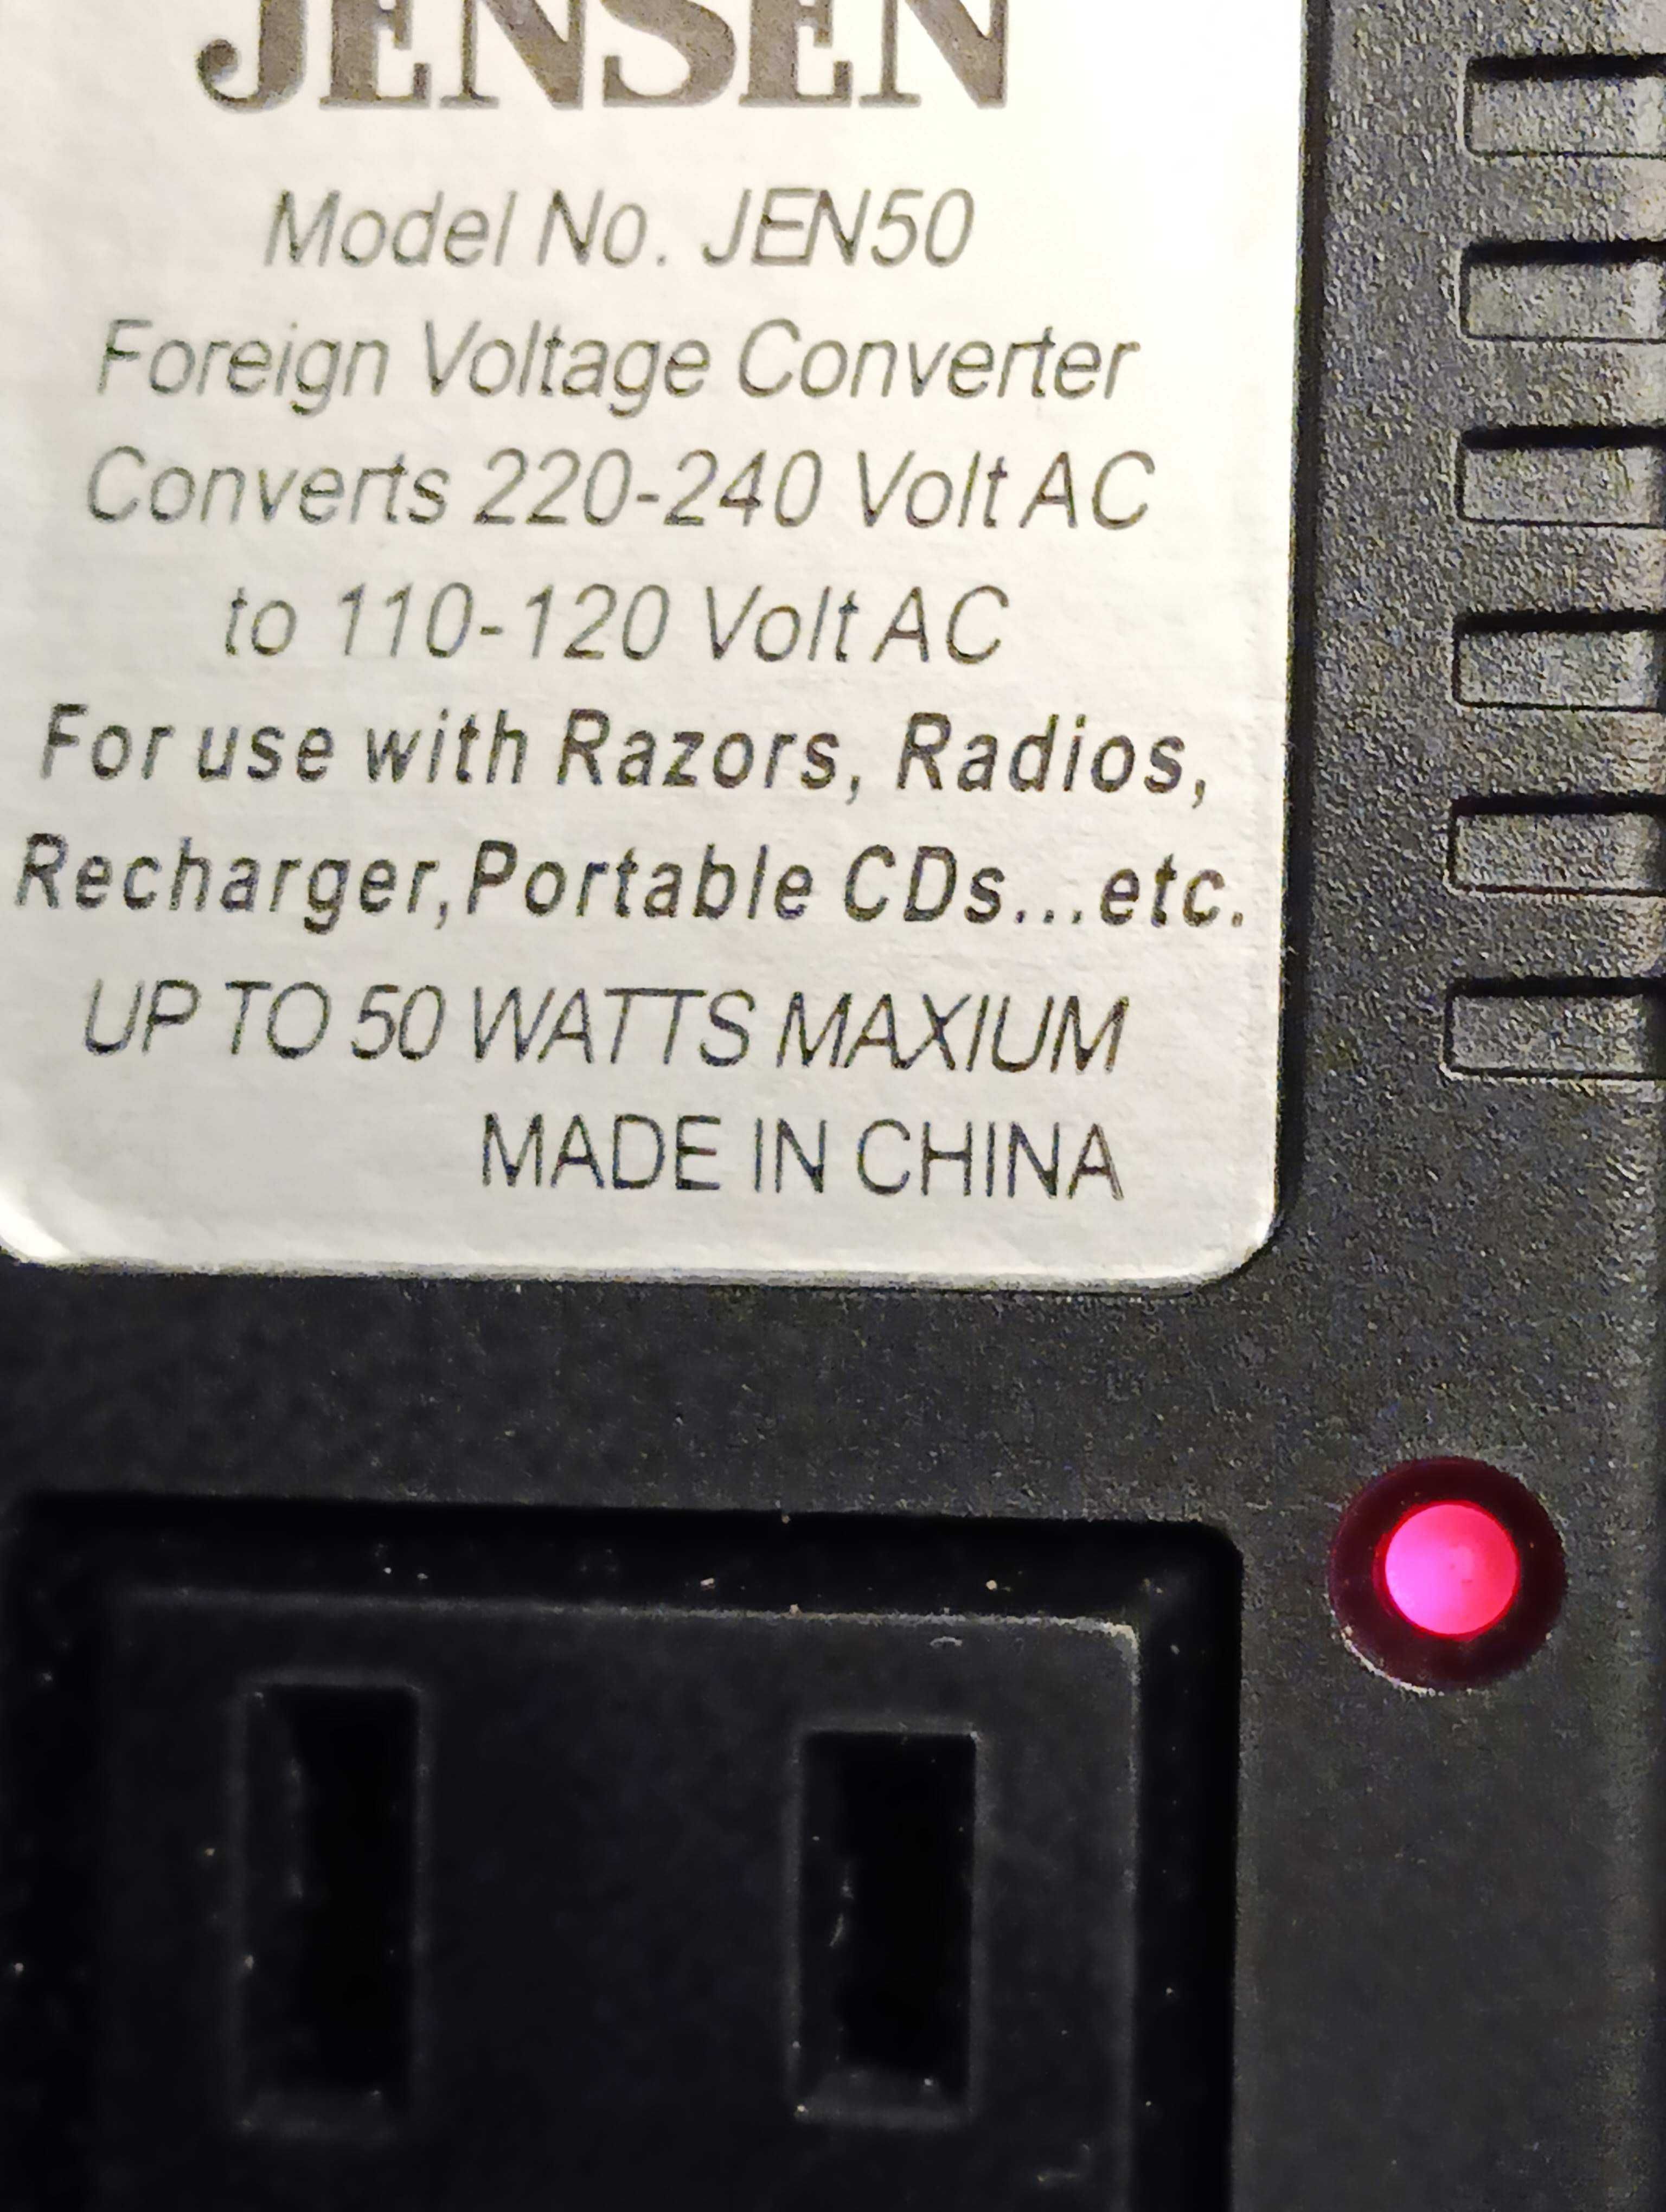 JENSEN
Model No. JEN50
Foreign Voltage Converter
Converts 220-240 Volt AC
to 110-120 Volt AC
For use with Razors, Radios,
Recharger,Portable CDs...etc.
UP TO 50 WATTS MAXIUM
MADE IN CHINA